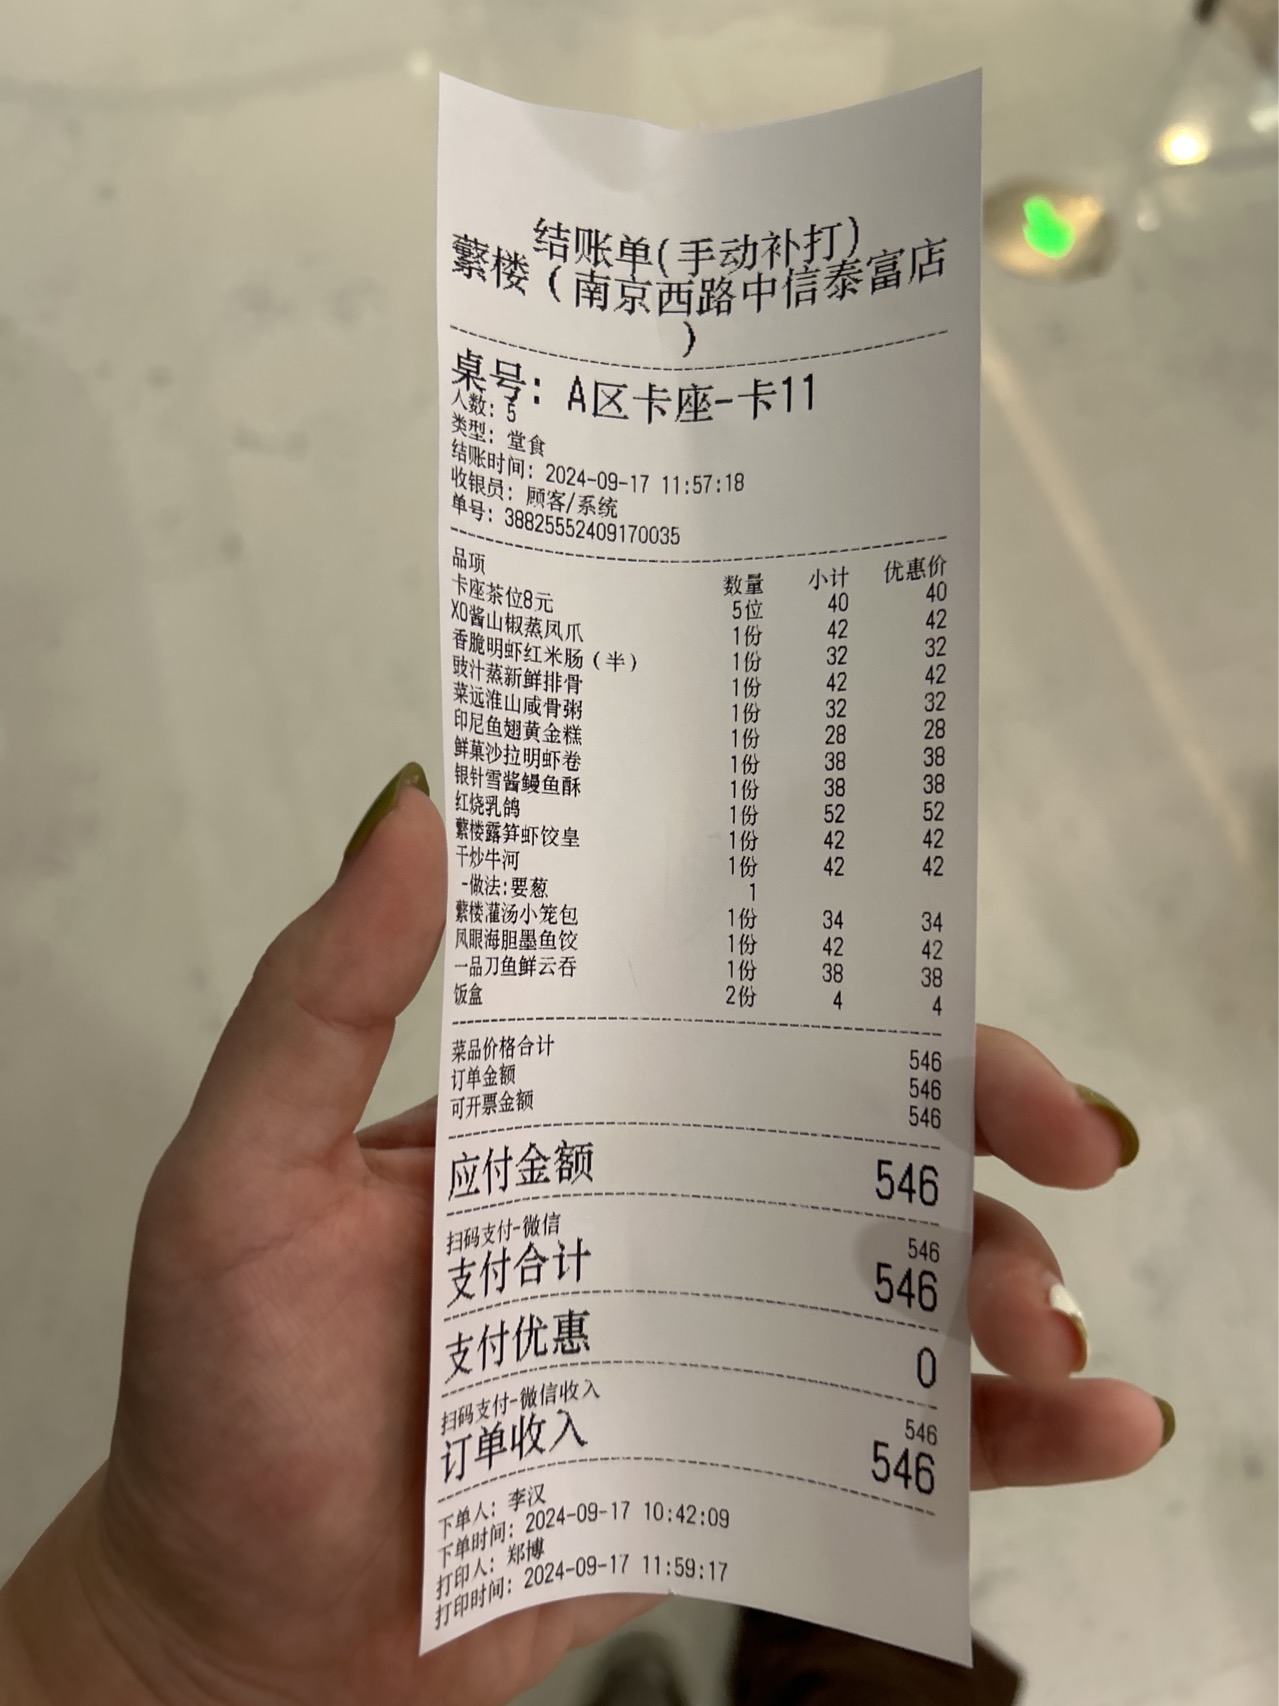 结账单(手动补打)
蘩楼（南京西路中信泰富店
）
桌号：A区卡座-卡11
人数：5
类型：堂食
结账时间：2024-09-17 11:57:18
收银员：顾客/系统
单号：38825552409170035
品项 数量 小计 优惠价
卡座茶位8元 5位 40 40
XO酱山椒蒸凤爪 1份 42 42
香脆明虾红米肠（半） 1份 32 32
豉汁蒸新鲜排骨 1份 42 42
菜远淮山咸骨粥 1份 32 32
印尼鱼翅黄金糕 1份 28 28
鲜菓沙拉明虾卷 1份 38 38
银针雪酱鳗鱼酥 1份 38 38
红烧乳鸽 1份 52 52
蘩楼露笋虾饺皇 1份 42 42
干炒牛河 1份 42 42
-做法:要葱 1
蘩楼灌汤小笼包 1份 34 34
凤眼海胆墨鱼饺 1份 42 42
一品刀鱼鲜云吞 1份 38 38
饭盒 2份 4 4
菜品价格合计 546
订单金额 546
可开票金额 546
应付金额 546
扫码支付-微信 546
支付合计 546
支付优惠 0
扫码支付-微信收入 546
订单收入 546
下单人：李汉
下单时间：2024-09-17 10:42:09
打印人：郑博
打印时间：2024-09-17 11:59:17